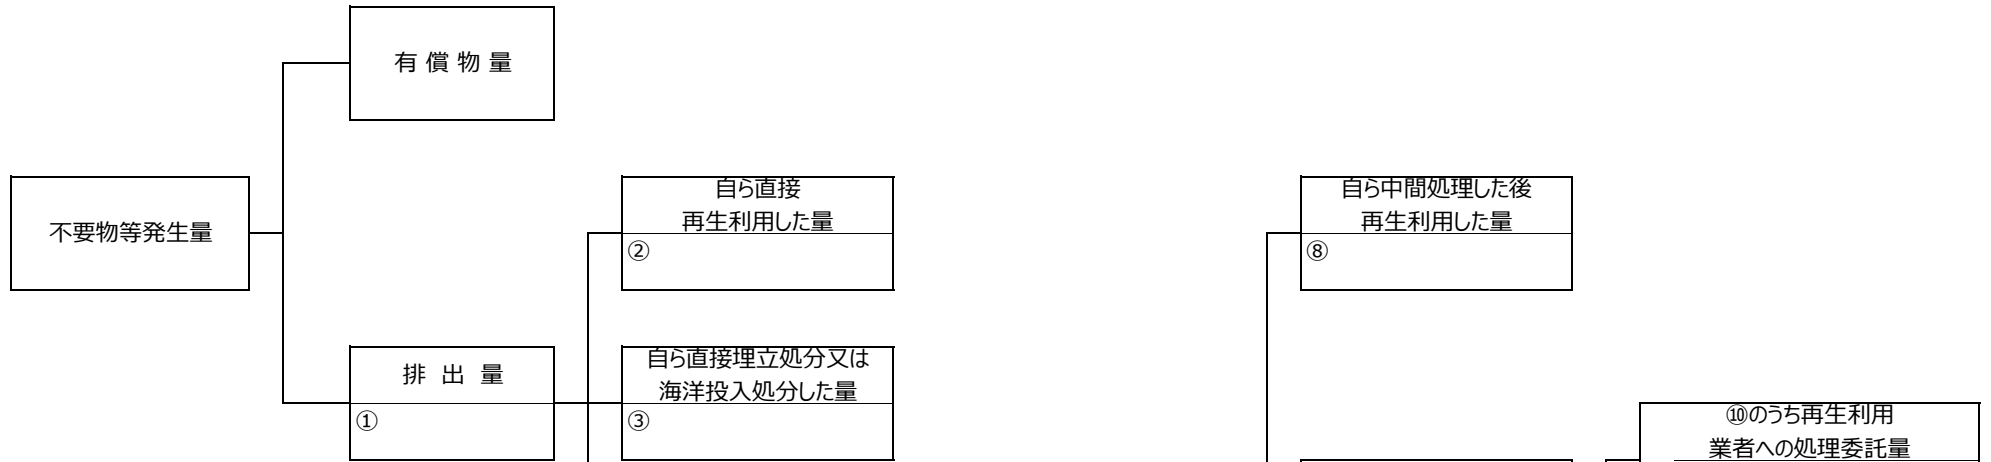 有 償 物 量
不要物等発生量
自ら直接
再生利用した量
②
自ら中間処理した後
再生利用した量
⑧
排 出 量
①
自ら直接埋立処分又は
海洋投入処分した量
③
⑩のうち再生利用
業者への処理委託量